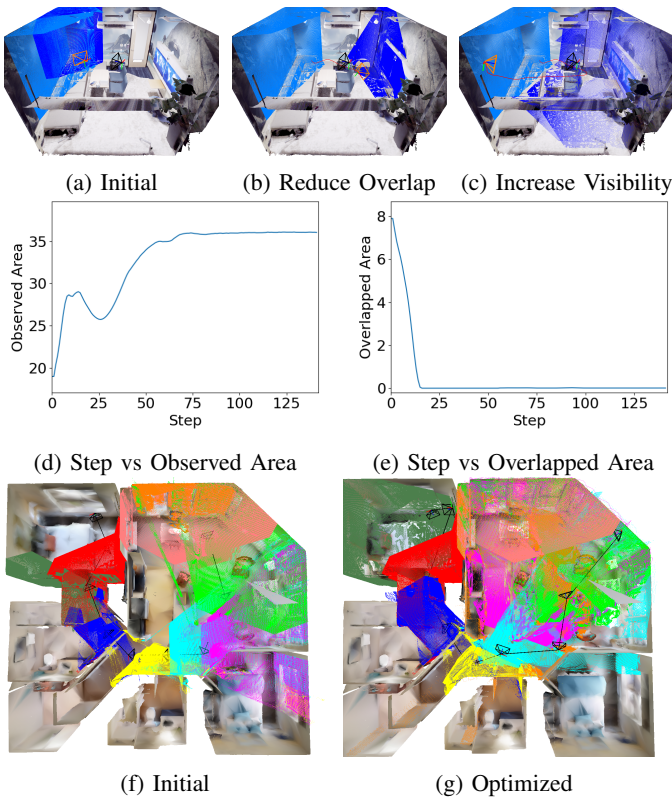 (a) Initial
(b) Reduce Overlap
(c) Increase Visibility
Observed Area
35
30
25
20
0 25 50 75 100 125
Step
Overlapped Area
8
6
4
2
0
0 25 50 75 100 125
Step
(d) Step vs Observed Area
(e) Step vs Overlapped Area
(f) Initial
(g) Optimized